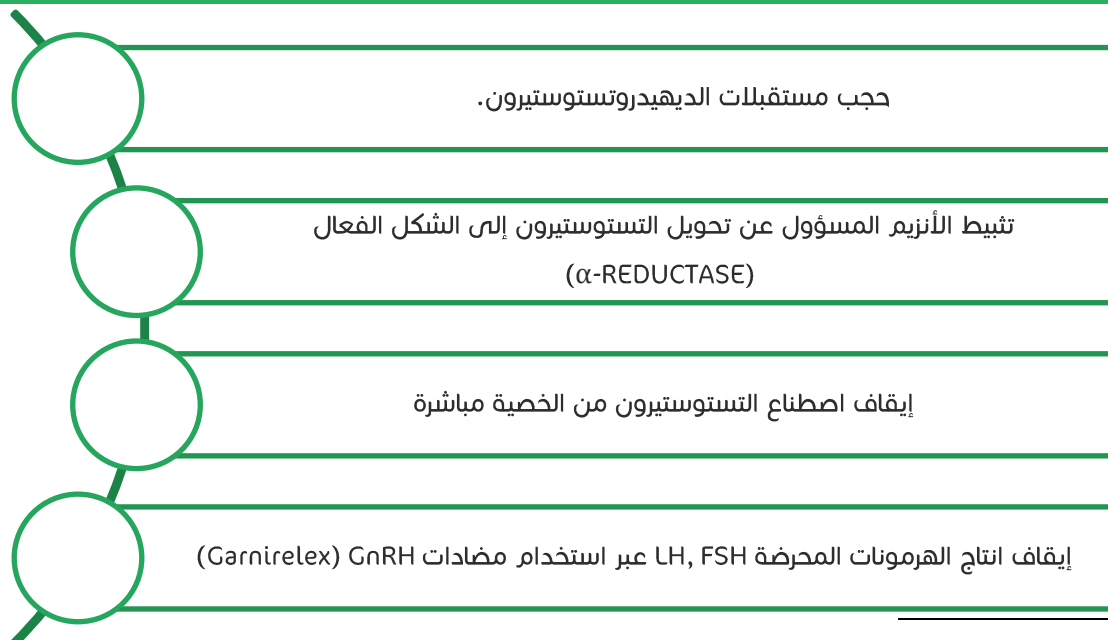 حجب مستقبلات الديهيدروتستوستيرون.
تثبيط الأنزيم المسؤول عن تحويل التستوستيرون إلى الشكل الفعال
(α-REDUCTASE)
إيقاف اصطناع التستوستيرون من الخصية مباشرة
إيقاف انتاج الهرمونات المحرضة LH, FSH عبر استخدام مضادات GnRH (Garnirelex)